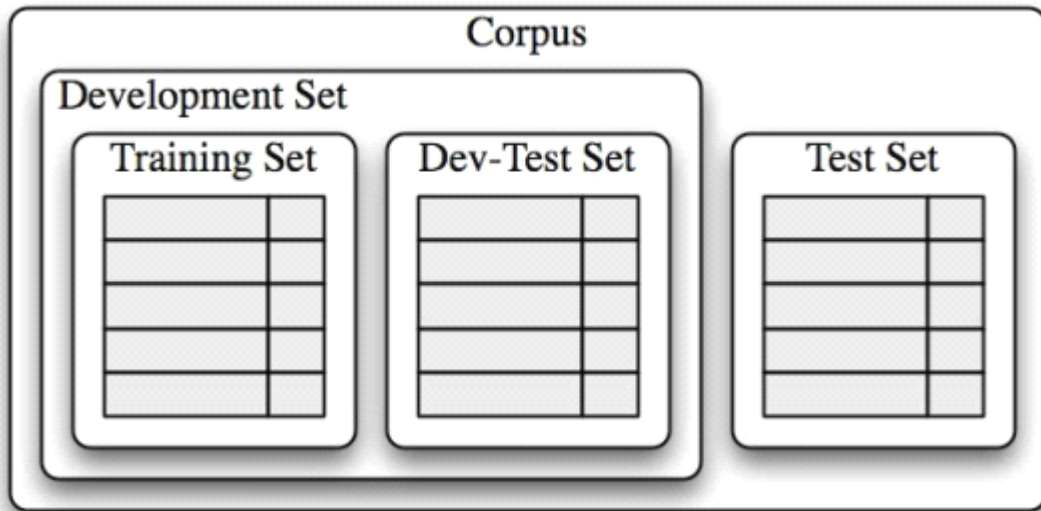 Corpus
Development Set
Training Set
Dev-Test Set
Test Set